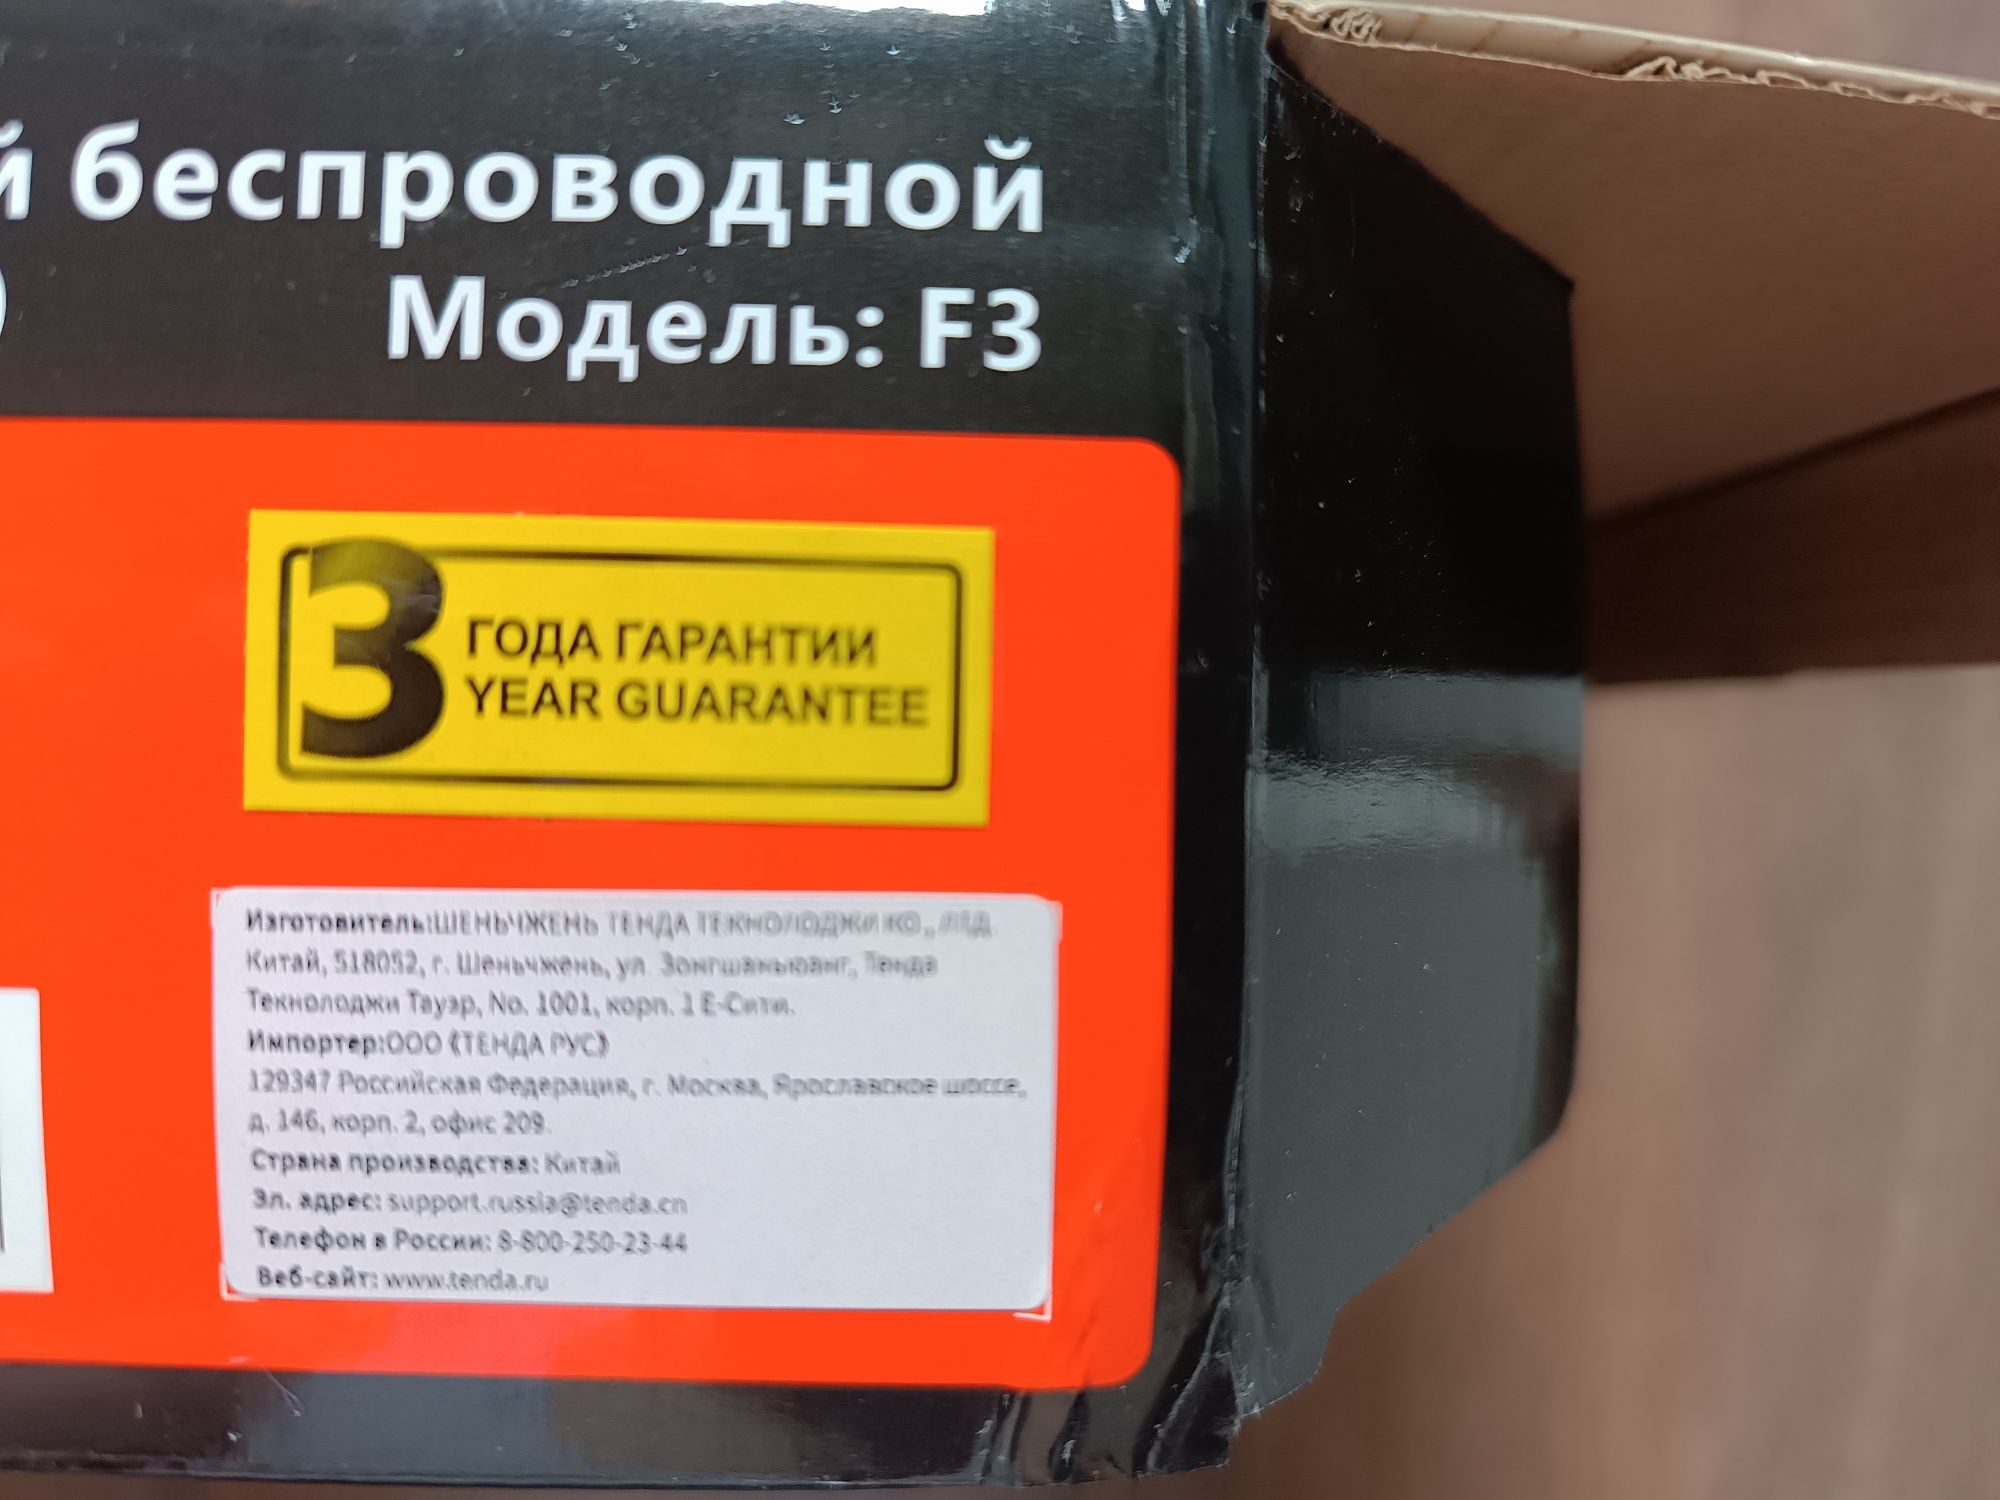 й беспроводной
)
Модель: F3
3 ГОДА ГАРАНТИИ
YEAR GUARANTEE
Изготовитель:ШЕНЬЧЖЕНЬ ТЕНДА ТЕКНОЛОДЖИ КО., ЛТД.
Китай, 518052, г. Шеньчжень, ул. Зонгшаньюанг, Тенда
Текнолоджи Тауэр, No. 1001, корп. 1 Е-Сити.
Импортер:ООО 《ТЕНДА РУС》
129347 Российская Федерация, г. Москва, Ярославское шоссе,
д. 146, корп. 2, офис 209.
Страна производства: Китай
Эл. адрес: support.russia@tenda.cn
Телефон в России: 8-800-250-23-44
Веб-сайт: www.tenda.ru